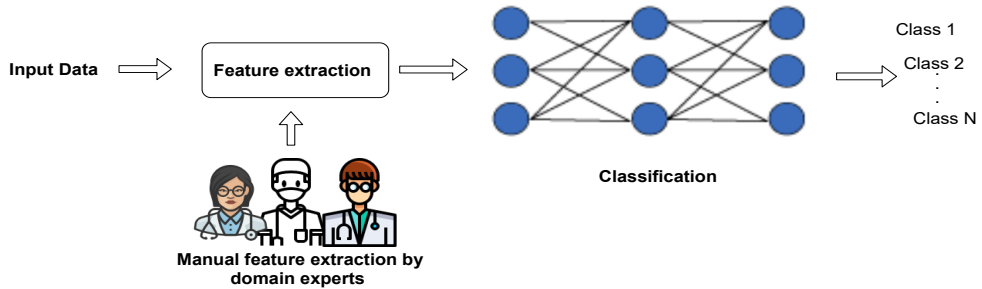 Input Data
Feature extraction
Manual feature extraction by
domain experts
Classification
Class 1
Class 2
.
.
Class N